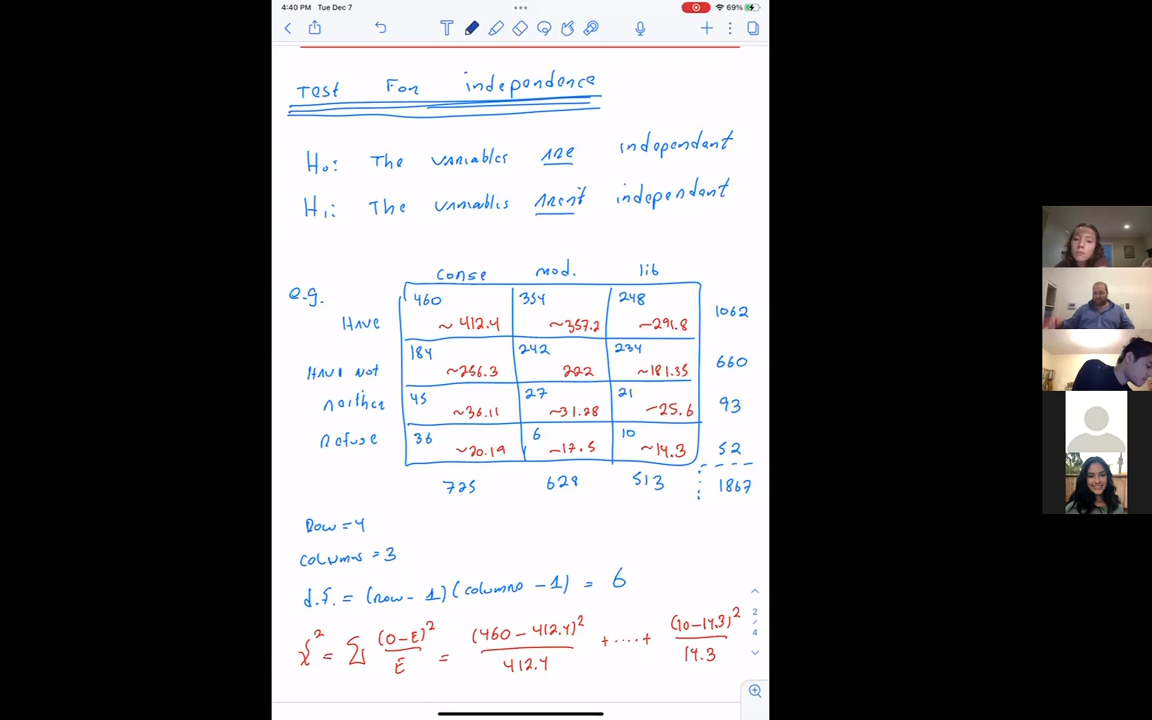 4:40 PM Tue Dec 7
69%
Test For independence
H₀: The variables are independant
H₁: The variables aren't independant
conse mod. lib
e.g.
Have 460 ~412.4 354 ~357.2 248 ~291.8 1062
Have not 184 ~256.3 242 222 234 ~181.35 660
neither 45 ~36.11 27 ~31.28 21 ~25.6 93
Refuse 36 ~20.19 6 ~17.5 10 ~14.3 52
725 629 513 1867
Row = 4
columns = 3
d.f. = (row - 1)(columns - 1) = 6
χ² = Σ (O-E)²/E = (460 - 412.4)²/412.4 + .... + (10-14.3)²/14.3
2/4